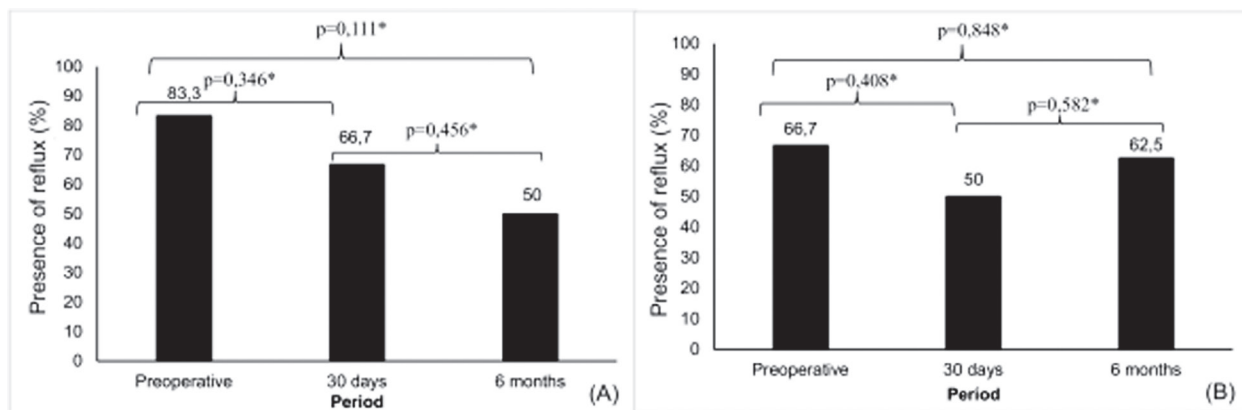 p=0,111*
p=0,346*
p=0,456*
Presence of reflux (%)
100
90
80
70
60
50
40
30
20
10
0
83,3
66,7
50
Preoperative
30 days
6 months
Period
(A)
p=0,848*
p=0,408*
p=0,582*
Presence of reflux (%)
100
90
80
70
60
50
40
30
20
10
0
66,7
50
62,5
Preoperative
30 days
6 months
Period
(B)